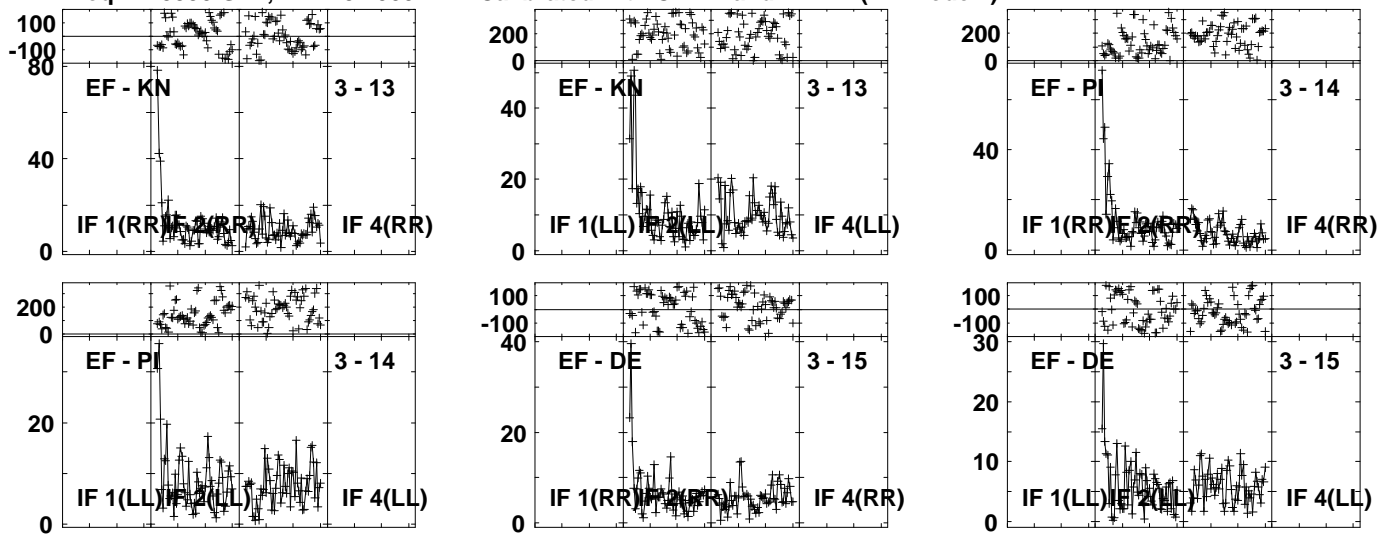 100
-100
80
40
0
EF - KN
3 - 13
IF 1(RR)
IF 2(RR)
IF 4(RR)
200
0
40
20
0
EF - KN
3 - 13
IF 1(LL)
IF 2(LL)
IF 4(LL)
200
0
40
0
EF - PI
3 - 14
IF 1(RR)
IF 2(RR)
IF 4(RR)
200
0
20
0
EF - PI
3 - 14
IF 1(LL)
IF 2(LL)
IF 4(LL)
100
-100
40
20
0
EF - DE
3 - 15
IF 1(RR)
IF 2(RR)
IF 4(RR)
100
-100
30
20
10
0
EF - DE
3 - 15
IF 1(LL)
IF 2(LL)
IF 4(LL)